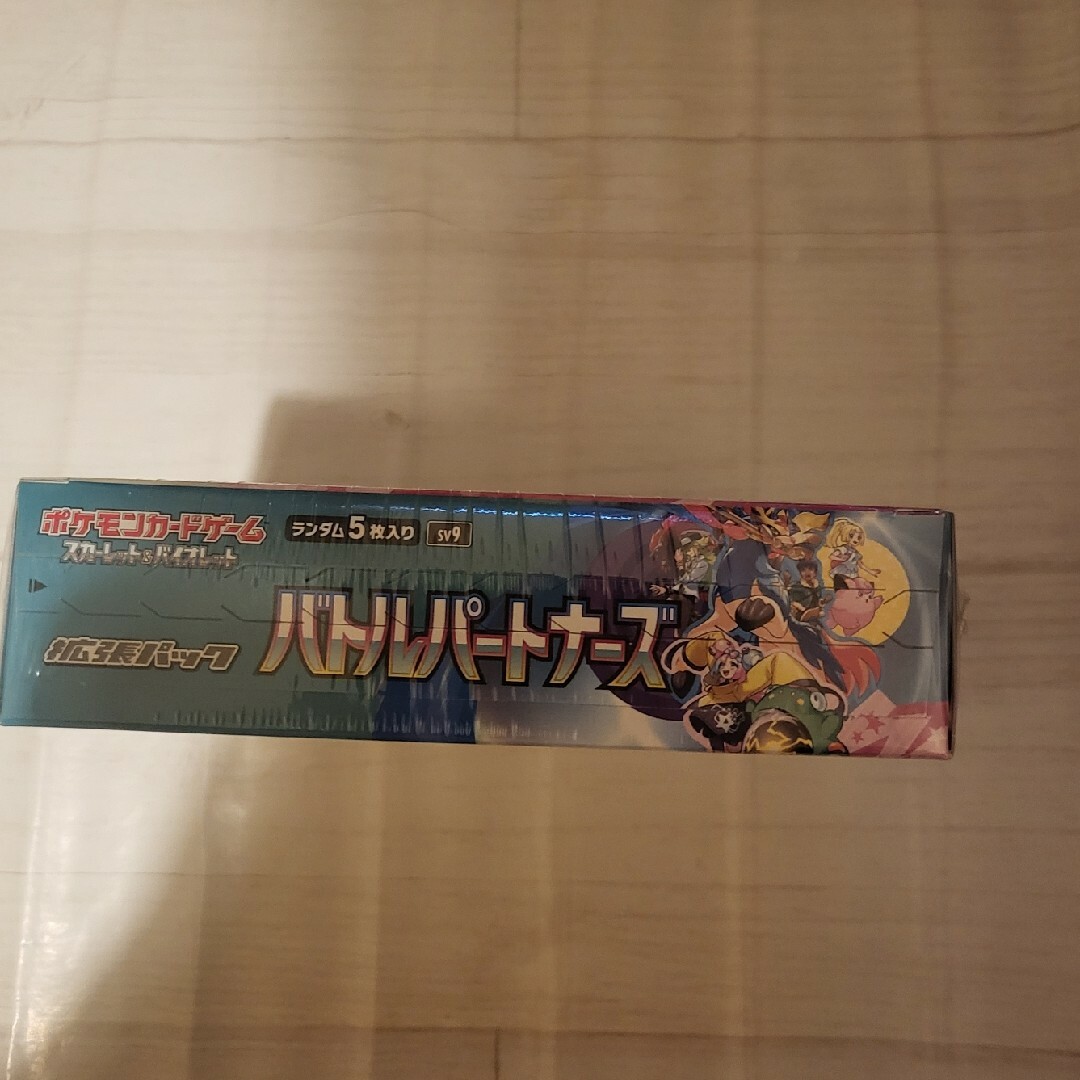 ポケモンカードゲーム
スカーレット&バイオレット
ランダム5枚入り sv9
拡張パック
バトルパートナーズ